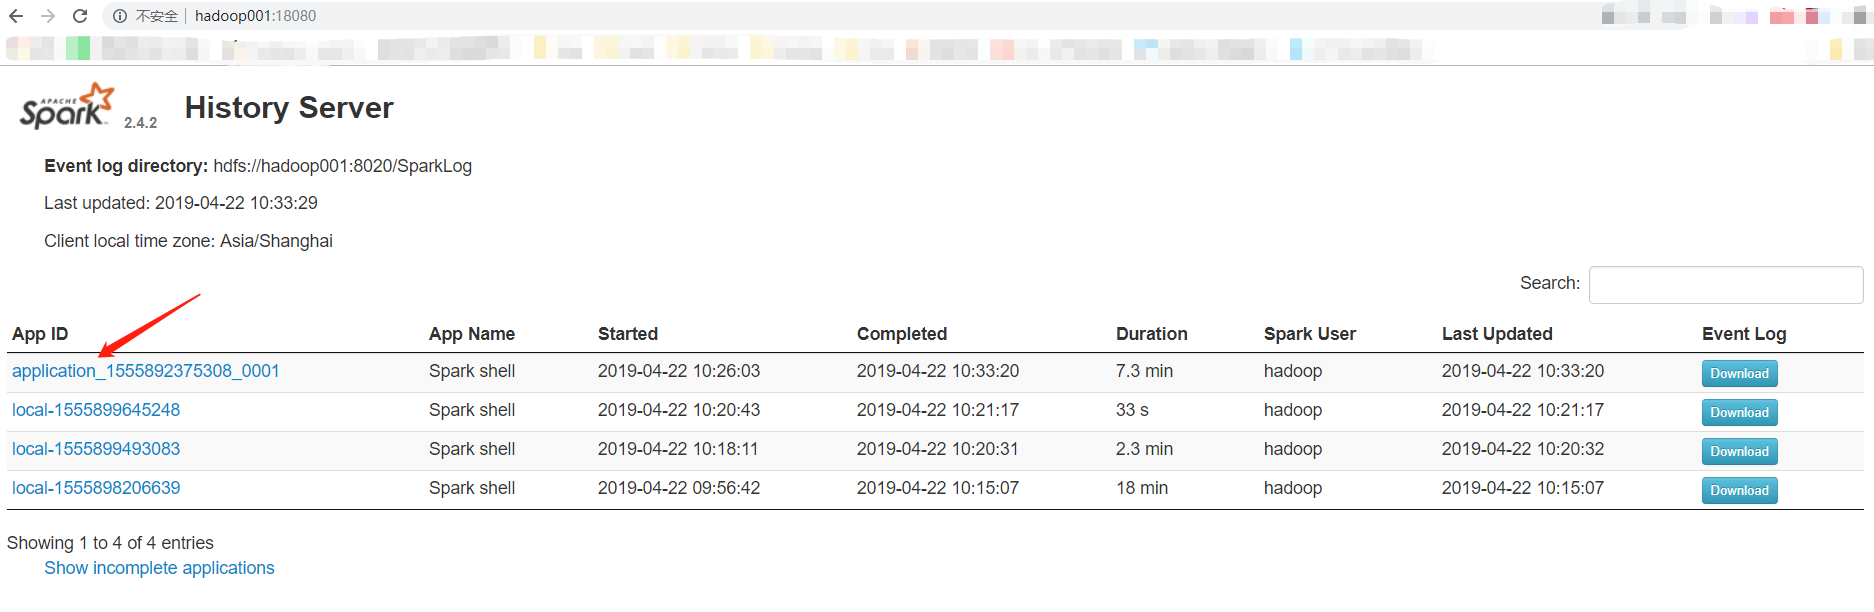 不安全 hadoop001:18080
APACHE
Spark 2.4.2 History Server
Event log directory: hdfs://hadoop001:8020/SparkLog
Last updated: 2019-04-22 10:33:29
Client local time zone: Asia/Shanghai
Search:
App ID App Name Started Completed Duration Spark User Last Updated Event Log
application_1555892375308_0001 Spark shell 2019-04-22 10:26:03 2019-04-22 10:33:20 7.3 min hadoop 2019-04-22 10:33:20 Download
local-1555899645248 Spark shell 2019-04-22 10:20:43 2019-04-22 10:21:17 33 s hadoop 2019-04-22 10:21:17 Download
local-1555899493083 Spark shell 2019-04-22 10:18:11 2019-04-22 10:20:31 2.3 min hadoop 2019-04-22 10:20:32 Download
local-1555898206639 Spark shell 2019-04-22 09:56:42 2019-04-22 10:15:07 18 min hadoop 2019-04-22 10:15:07 Download
Showing 1 to 4 of 4 entries
Show incomplete applications